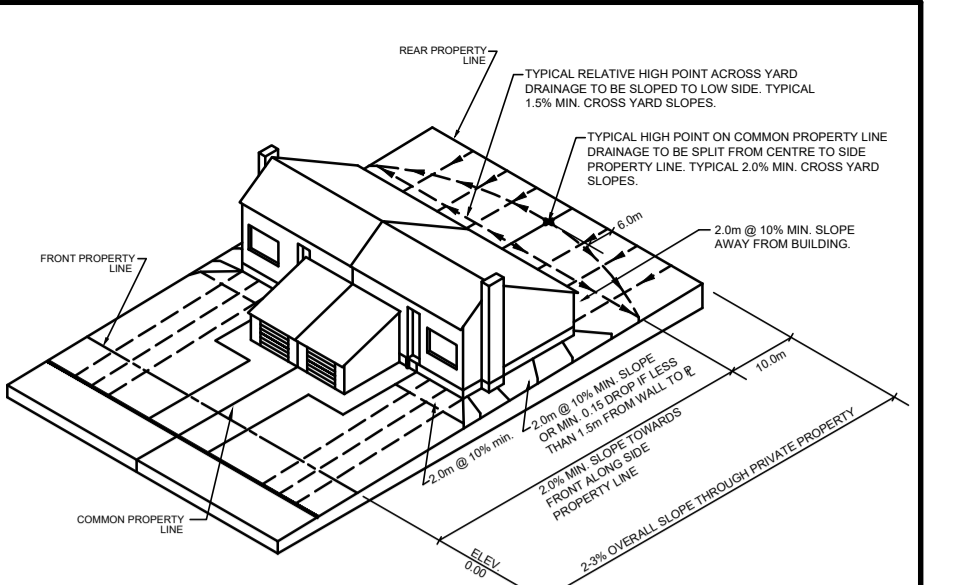 REAR PROPERTY
LINE
TYPICAL RELATIVE HIGH POINT ACROSS YARD
DRAINAGE TO BE SLOPED TO LOW SIDE. TYPICAL
1.5% MIN. CROSS YARD SLOPES.
TYPICAL HIGH POINT ON COMMON PROPERTY LINE
DRAINAGE TO BE SPLIT FROM CENTRE TO SIDE
PROPERTY LINE. TYPICAL 2.0% MIN. CROSS YARD
SLOPES.
6.0m
2.0m @ 10% MIN. SLOPE
AWAY FROM BUILDING.
FRONT PROPERTY
LINE
10.0m
2.0m @ 10% MIN. SLOPE
OR MIN. 0.15 DROP IF LESS
THAN 1.5m FROM WALL TO ⅊
2.0m @ 10% min.
2.0% MIN. SLOPE TOWARDS
FRONT ALONG SIDE
PROPERTY LINE
2-3% OVERALL SLOPE THROUGH PRIVATE PROPERTY
COMMON PROPERTY
LINE
ELEV.
0.00